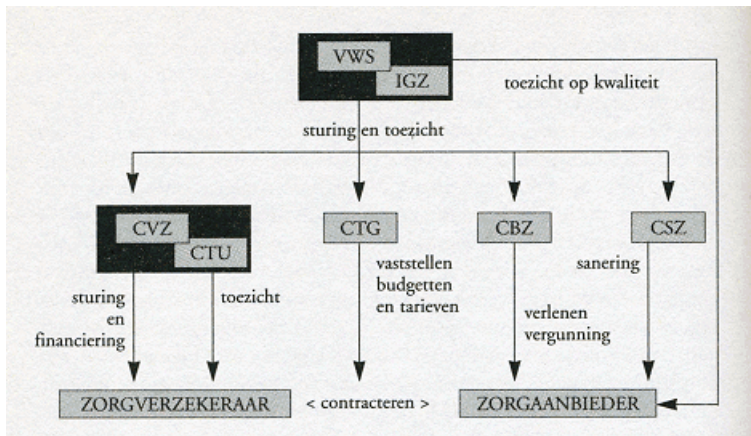 VWS
IGZ
toezicht op kwaliteit
sturing en toezicht
CVZ
CTU
CTG
CBZ
CSZ
vaststellen
budgetten
en tarieven
sanering
sturing
en
financiering
toezicht
verlenen
vergunning
ZORGVERZEKERAAR
< contracteren >
ZORGAANBIEDER